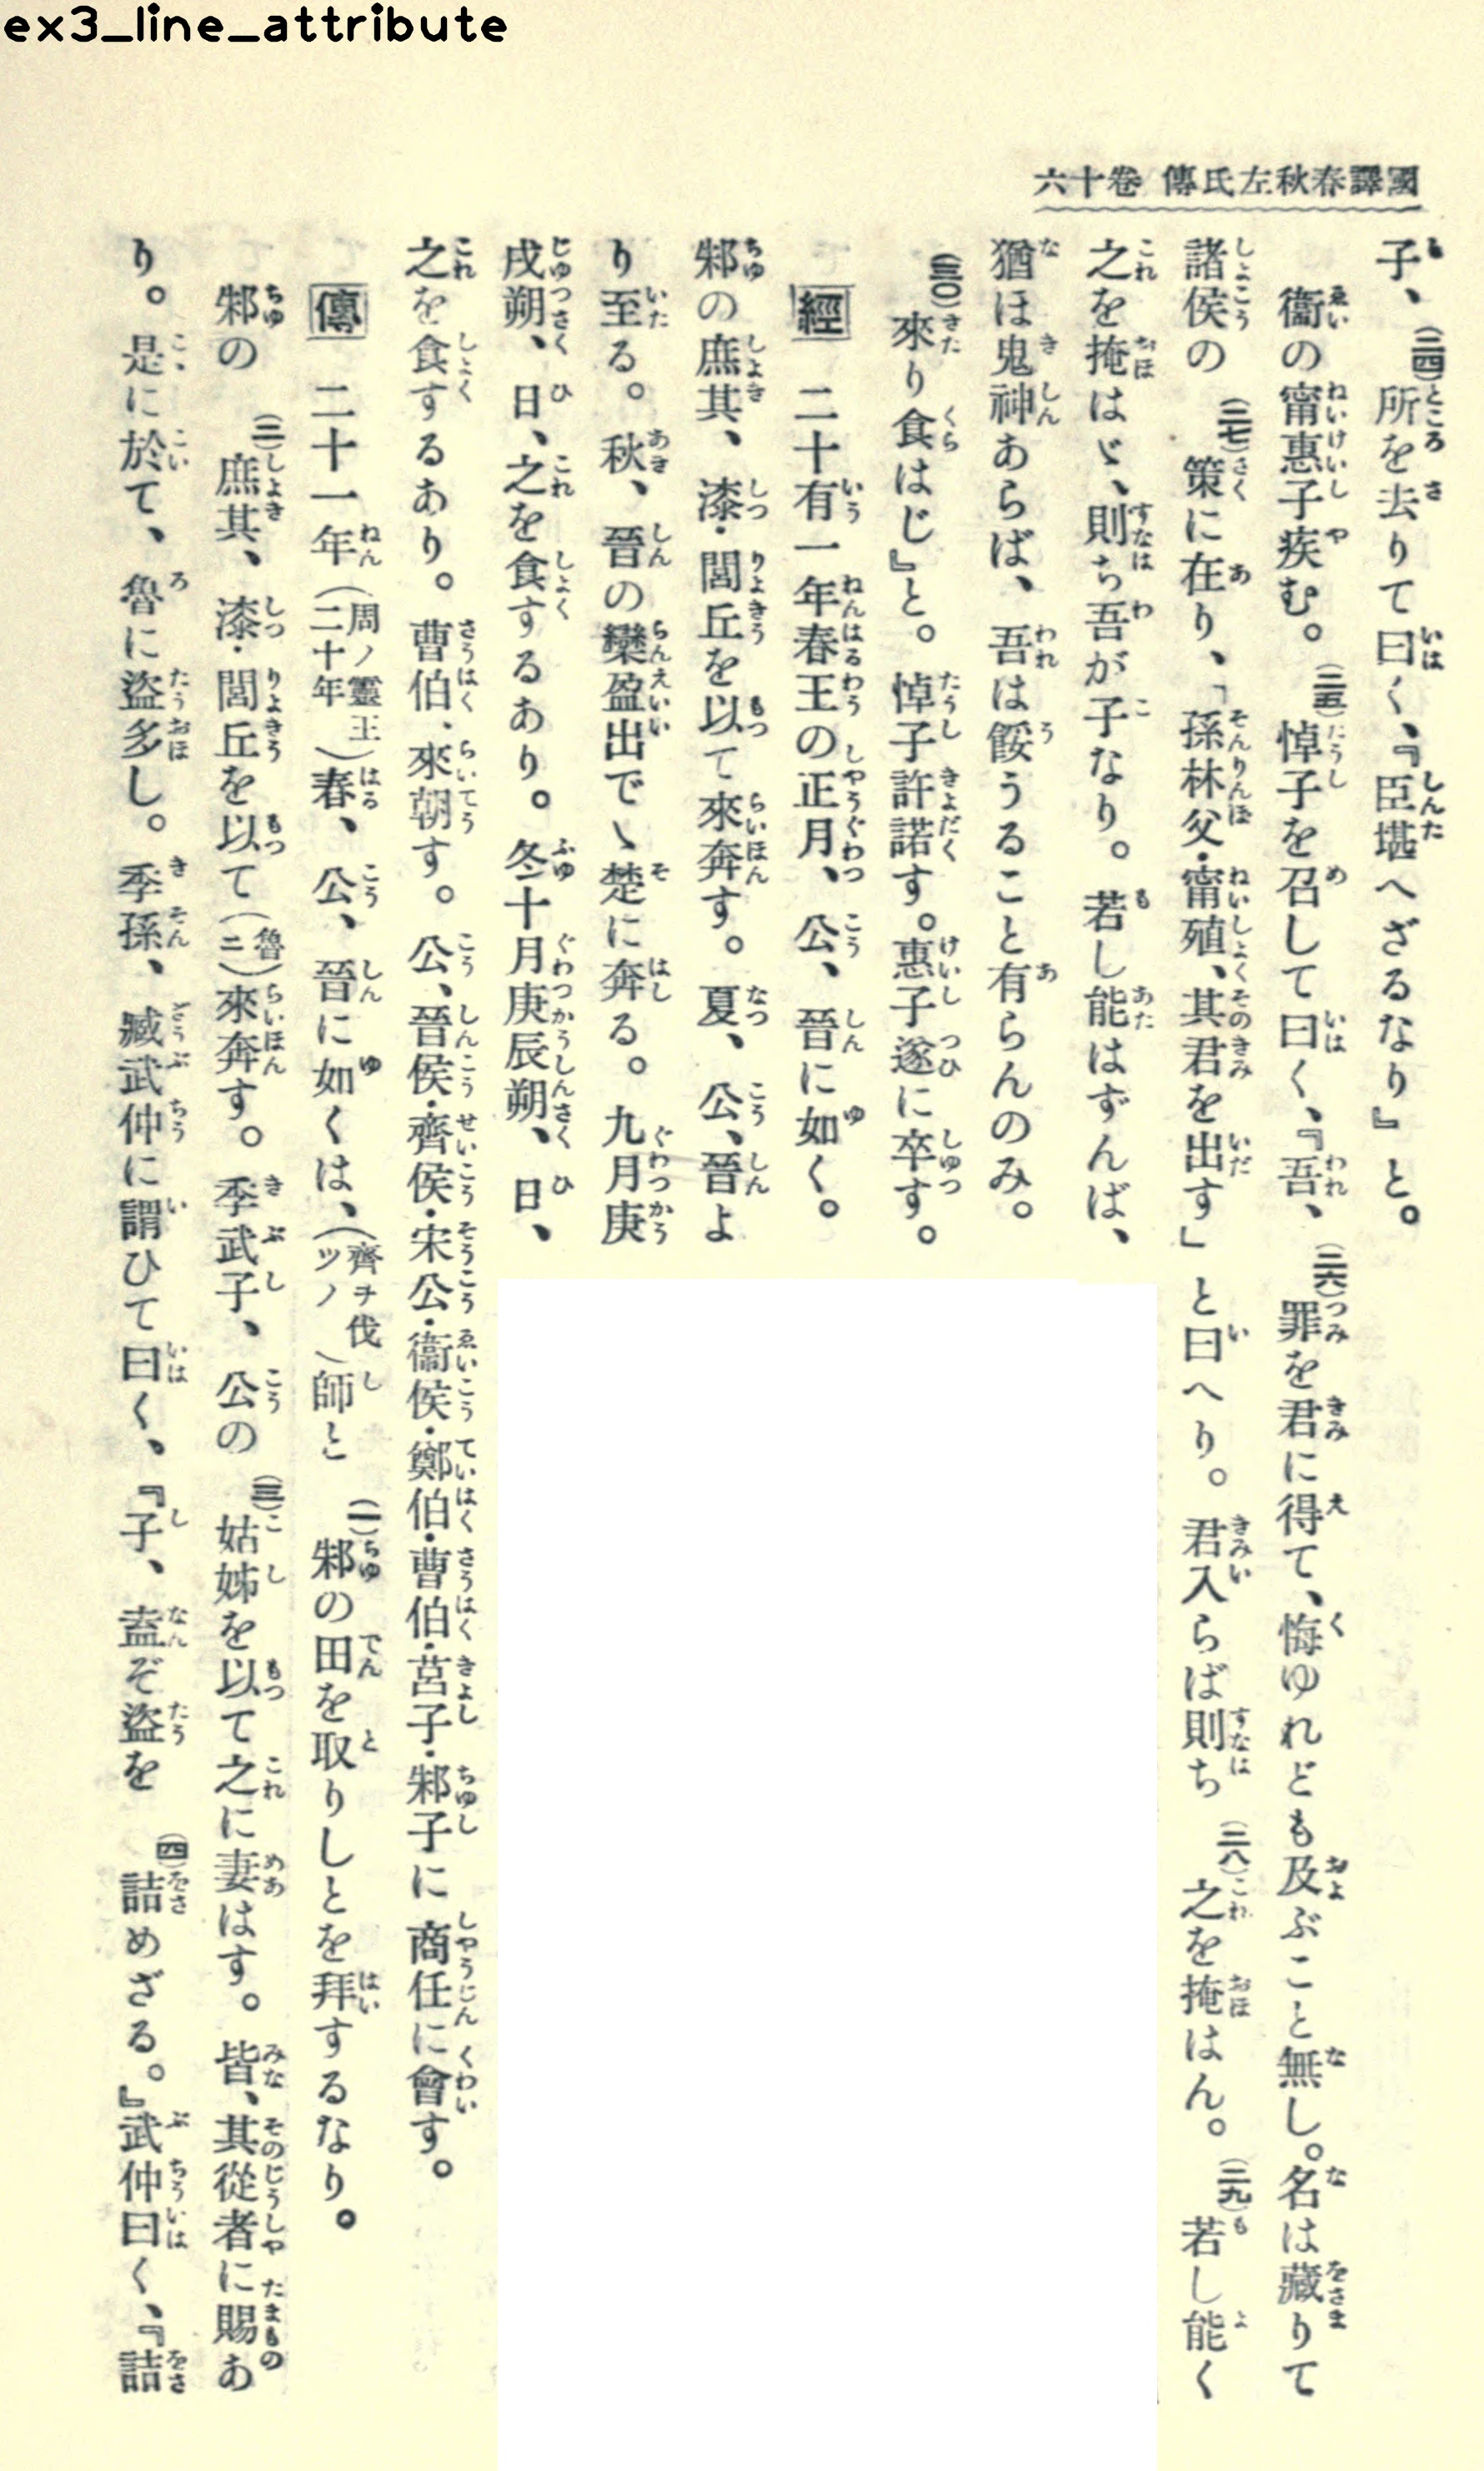 ex3_line_attribute
國譯春秋左氏傳 卷十六
子、(二四)所を去りて曰く、『臣堪へざるなり』と。
衞の甯惠子疾む。(二五)悼子を召して曰く、『吾、(二六)罪を君に得て、悔ゆれども及ぶこと無し。名は藏りて
諸侯の(二七)策に在り、「孫林父・甯殖、其君を出す」と曰へり。君入らば則ち(二八)之を掩はん。(二九)若し能く
之を掩はゞ、則ち吾が子なり。若し能はずんば、
猶ほ鬼神あらば、吾は餒うること有らんのみ。
(三〇)來り食はじ』と。悼子許諾す。惠子遂に卒す。
經 二十有一年春王の正月、公、晉に如く。
邾の庶其、漆・閭丘を以て來奔す。夏、公、晉よ
り至る。秋、晉の欒盈出でゝ楚に奔る。九月庚
戌朔、日、之を食するあり。冬十月庚辰朔、日、
之を食するあり。曹伯、來朝す。公、晉侯・齊侯・宋公・衞侯・鄭伯・曹伯・莒子・邾子に商任に會す。
傳 二十一年(周ノ靈王二十年)春、公、晉に如くは、(齊ヲ伐ツノ)師と(一)邾の田を取りしとを拜するなり。
邾の(二)庶其、漆・閭丘を以て(魯ニ)來奔す。季武子、公の(三)姑姊を以て之に妻はす。皆、其從者に賜あ
り。是に於て、魯に盜多し。季孫、臧武仲に謂ひて曰く、『子、盍ぞ盜を(四)詰めざる。』武仲曰く、『詰